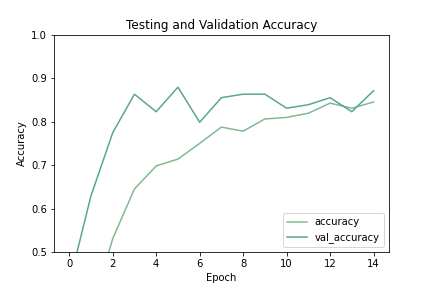 Testing and Validation Accuracy
1.0
0.9
0.8
0.7
0.6
0.5
Accuracy
0 2 4 6 8 10 12 14
Epoch
accuracy
val_accuracy